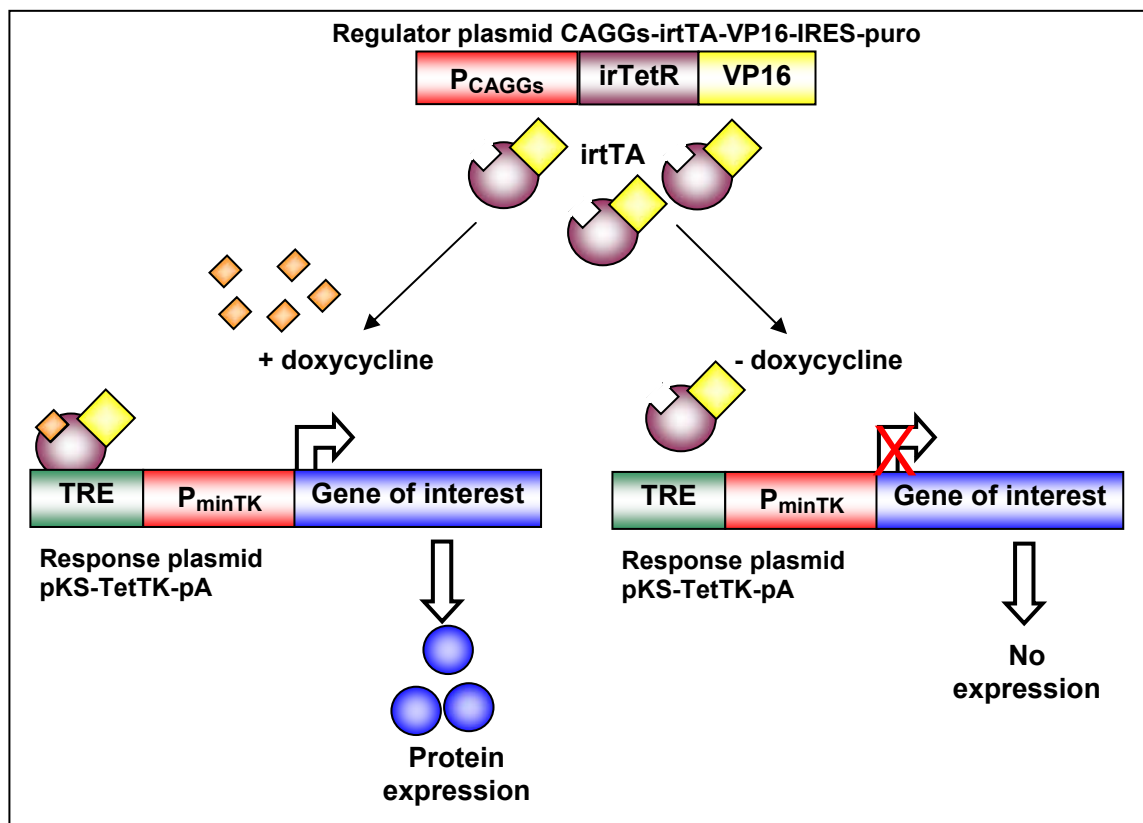 Regulator plasmid CAGGs-irtTA-VP16-IRES-puro
PCAGGs irTetR VP16
irtTA
+ doxycycline
- doxycycline
TRE PminTK Gene of interest
TRE PminTK Gene of interest
Response plasmid
pKS-TetTK-pA
Response plasmid
pKS-TetTK-pA
Protein
expression
No
expression